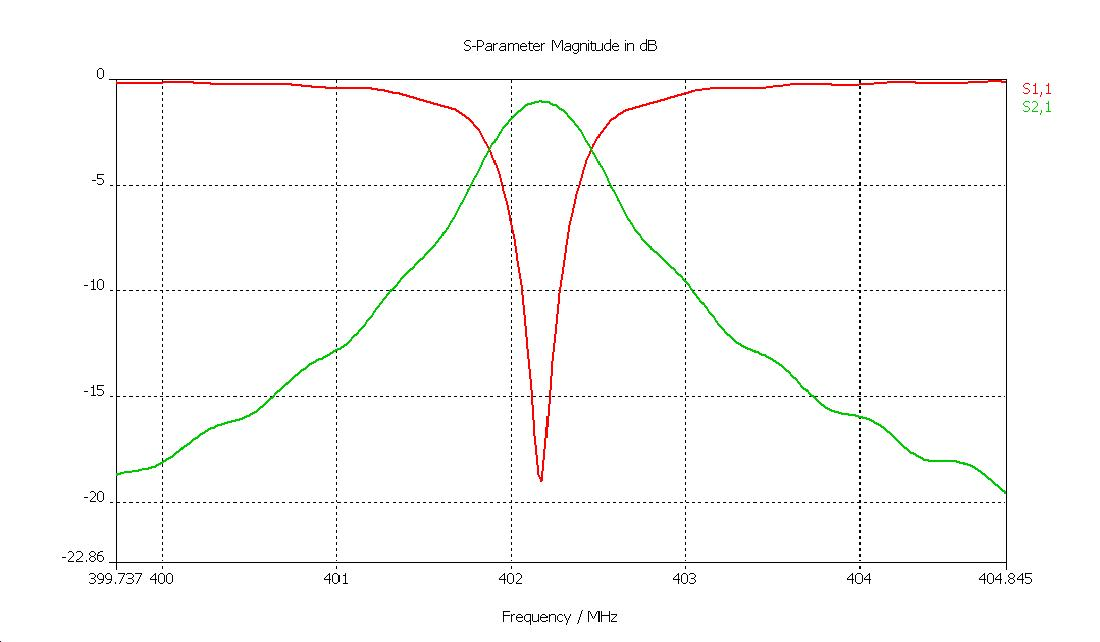 S-Parameter Magnitude in dB
0
S1,1
S2,1
-5
-10
-15
-20
-22.86
399.737 400 401 402 403 404 404.845
Frequency / MHz